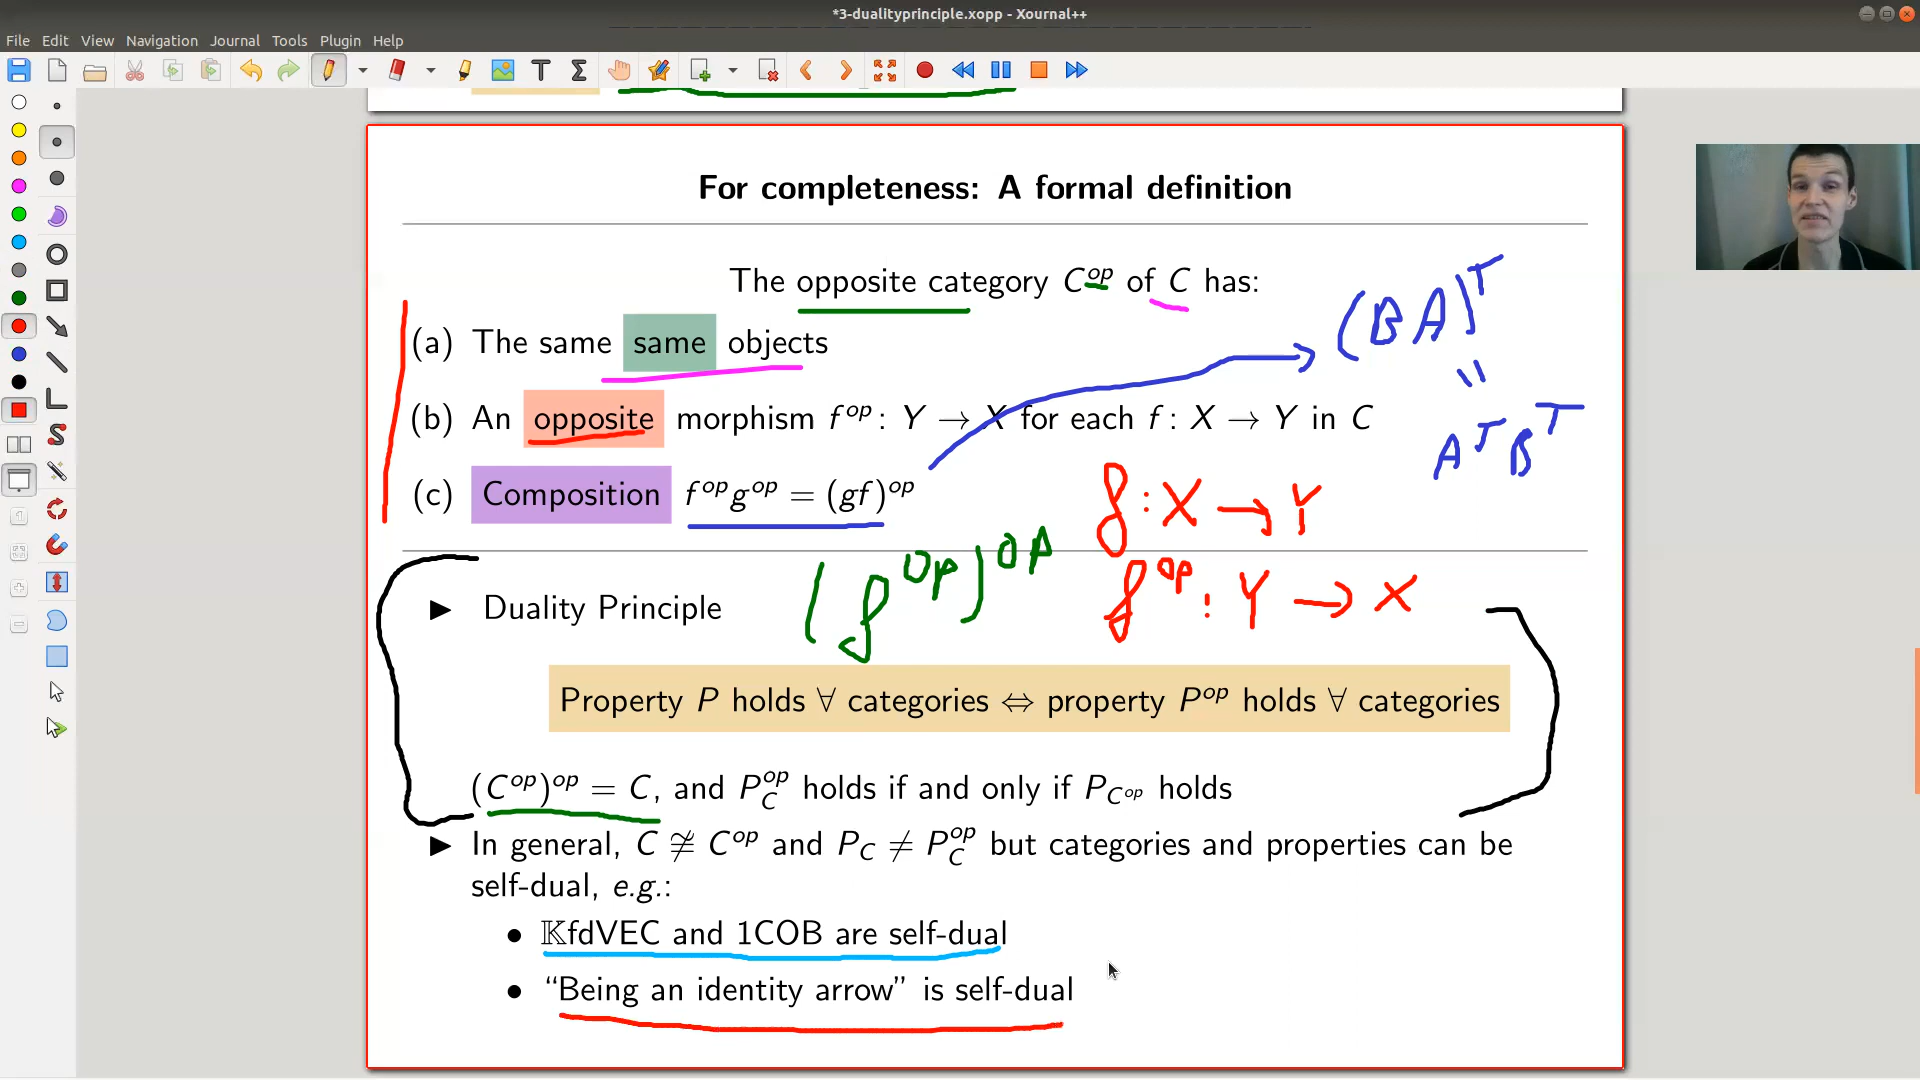 *3-dualityprinciple.xopp - Xournal++
File Edit View Navigation Journal Tools Plugin Help
For completeness: A formal definition
The opposite category C^op of C has:
(a) The same same objects
(b) An opposite morphism f^op : Y → X for each f : X → Y in C
(c) Composition f^op g^op = (gf)^op
(BA)^T
=
A^T B^T
f : X → Y
(f^op)^op
f^op : Y → X
▶ Duality Principle
Property P holds ∀ categories ⇔ property P^op holds ∀ categories
(C^op)^op = C, and P_C^op holds if and only if P_{C^op} holds
▶ In general, C ≇ C^op and P_C ≠ P_C^op but categories and properties can be
self-dual, e.g.:
• 𝕂fdVEC and 1COB are self-dual
• “Being an identity arrow” is self-dual